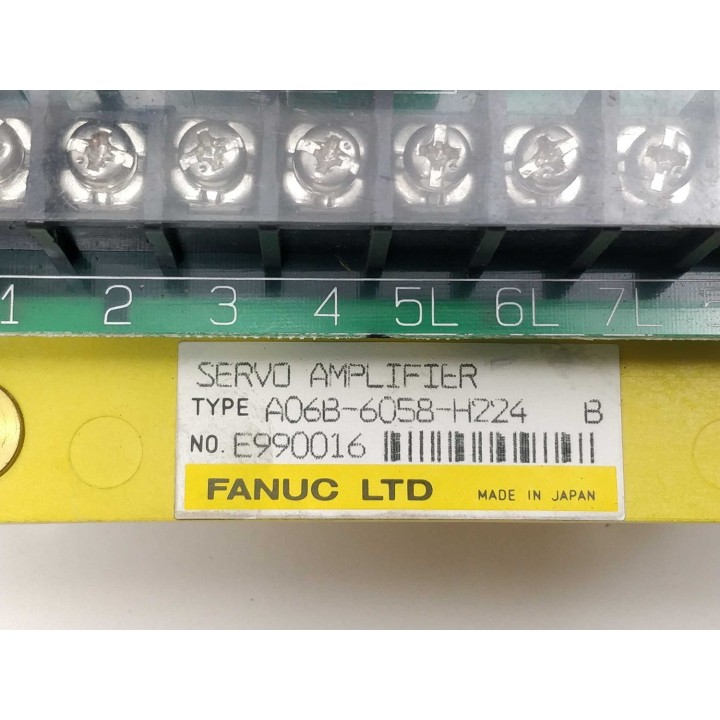 1 2 3 4 5L 6L 7L
SERVO AMPLIFIER
TYPE A06B-6058-H224 B
NO. E990016
FANUC LTD MADE IN JAPAN